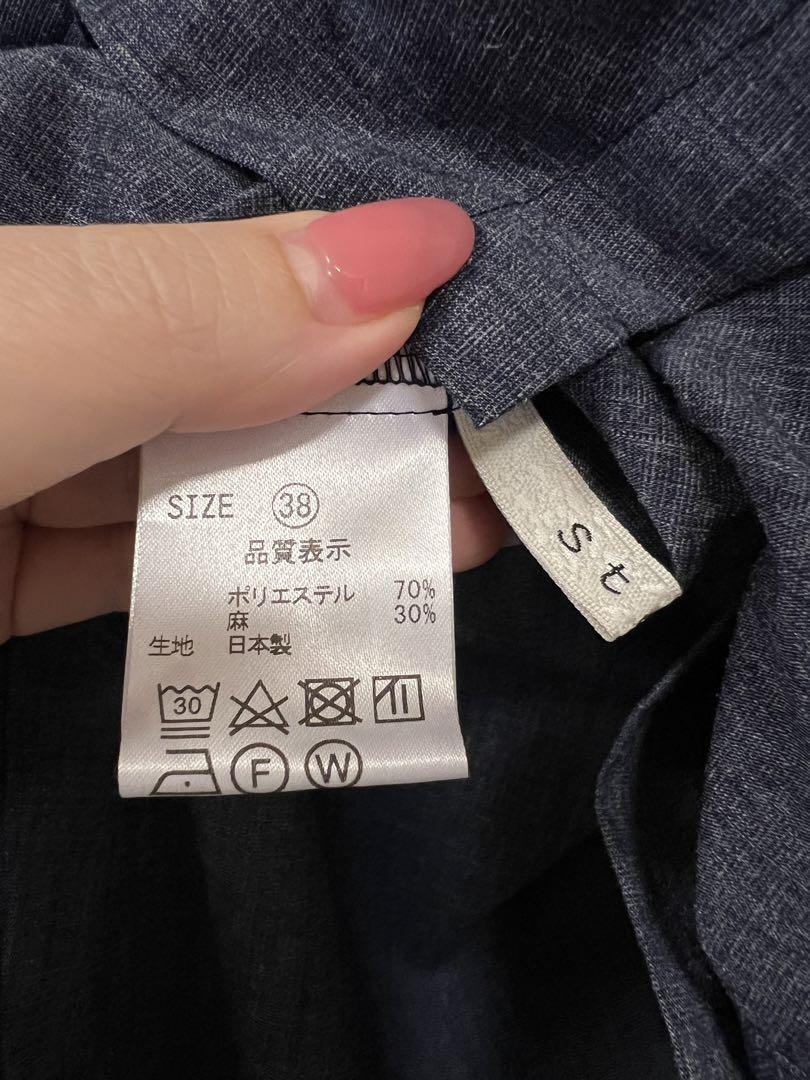 SIZE 38
品質表示
ポリエステル 70%
麻 30%
生地 日本製
30
F W
St